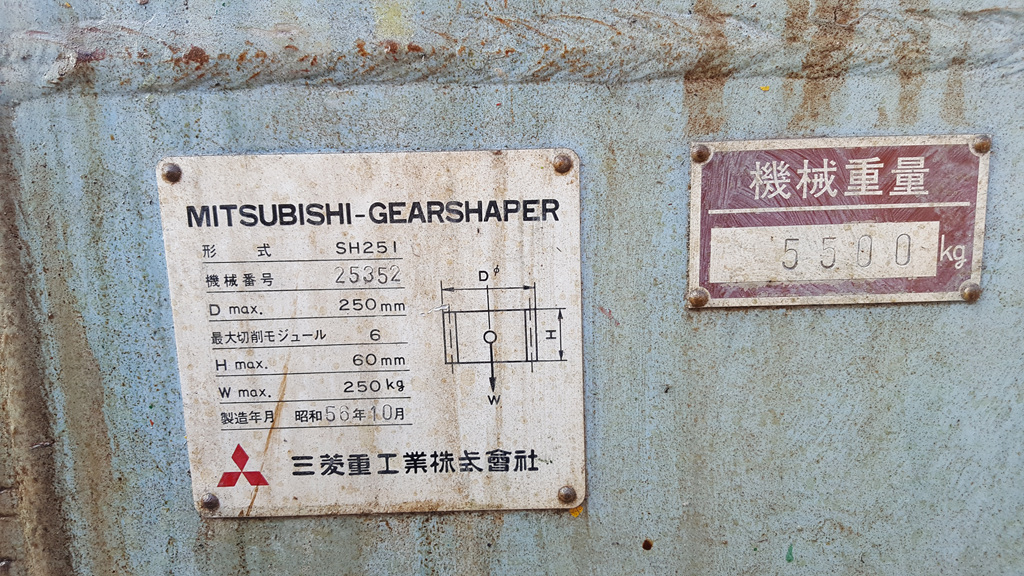 MITSUBISHI-GEARSHAPER
形式 SH251
機械番号 25352
D max. 250mm
最大切削モジュール 6
H max. 60mm
W max. 250kg
製造年月 昭和56年10月
三菱重工業株式會社
Dφ
H
W
機械重量
5500 kg